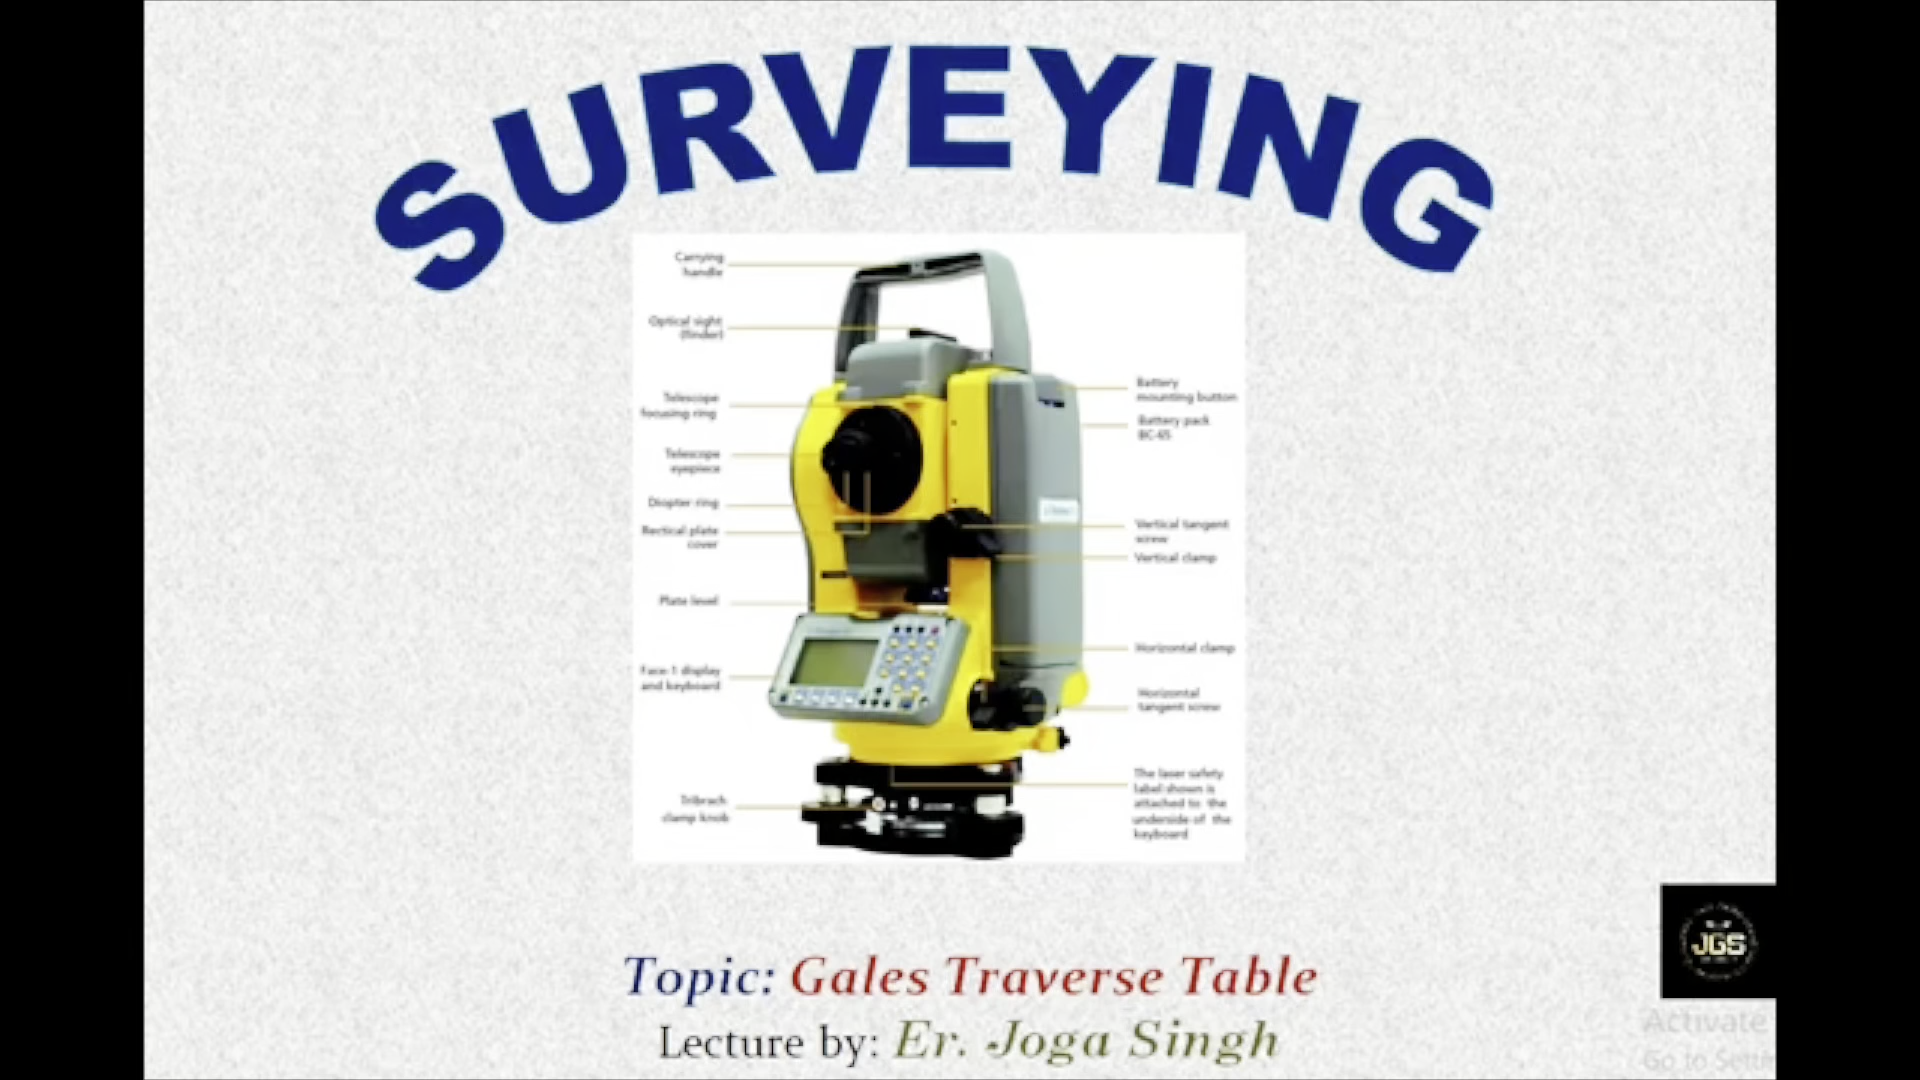 SURVEYING
Carrying
handle
Optical sight
(finder)
Telescope
focusing ring
Telescope
eyepiece
Diopter ring
Rectical plate
cover
Plate level
Face-1 display
and keyboard
Tribrach
clamp knob
Battery
mounting button
Battery pack
BC-65
Vertical tangent
screw
Vertical clamp
Horizontal clamp
Horizontal
tangent screw
The laser safety
label shown is
attached to the
underside of the
keyboard
JGS
Topic: Gales Traverse Table
Lecture by: Er. Joga Singh
Activate
Go to